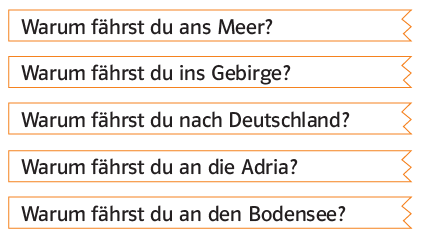 Warum fährst du ans Meer?
Warum fährst du ins Gebirge?
Warum fährst du nach Deutschland?
Warum fährst du an die Adria?
Warum fährst du an den Bodensee?